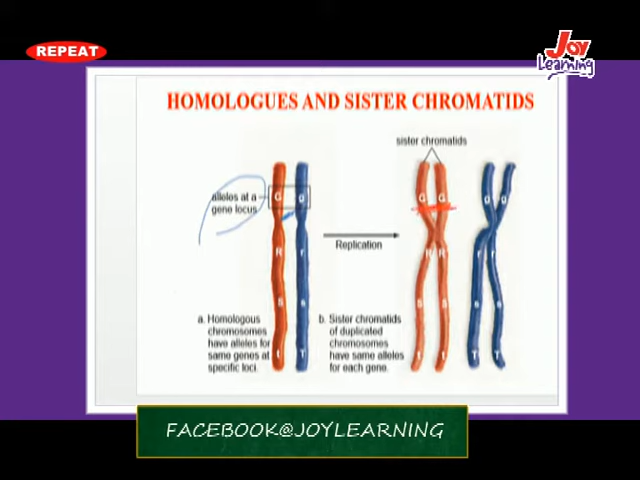 REPEAT
Joy
Learning
HOMOLOGUES AND SISTER CHROMATIDS
sister chromatids
alleles at a
gene locus
G g
G G g g
Replication
R r
R R r r
S s
S S s s
t T
t t T T
a. Homologous
chromosomes
have alleles for
same genes at
specific loci.
b. Sister chromatids
of duplicated
chromosomes
have same alleles
for each gene.
FACEBOOK@JOYLEARNING